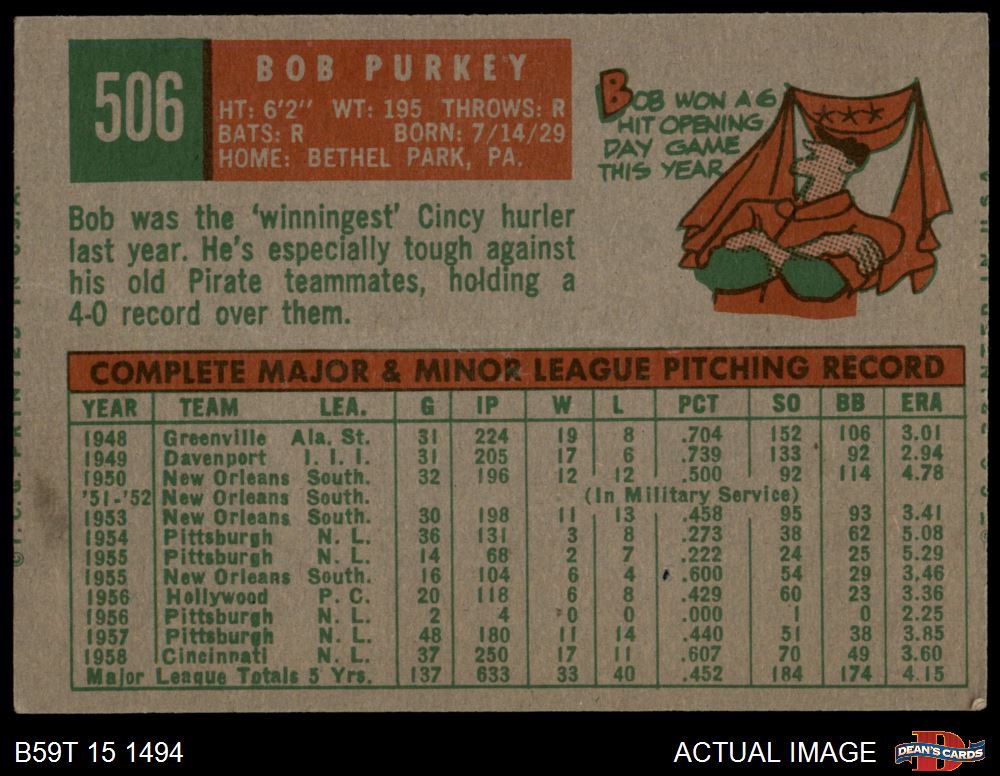 506
BOB PURKEY
HT: 6'2" WT: 195 THROWS: R
BATS: R BORN: 7/14/29
HOME: BETHEL PARK, PA.
BOB WON A 6
HIT OPENING
DAY GAME
THIS YEAR
Bob was the 'winningest' Cincy hurler
last year. He's especially tough against
his old Pirate teammates, holding a
4-0 record over them.
COMPLETE MAJOR & MINOR LEAGUE PITCHING RECORD
YEAR TEAM LEA. G IP W L PCT SO BB ERA
1948 Greenville Ala. St. 31 224 19 8 .704 152 106 3.01
1949 Davenport I. I. I. 31 205 17 6 .739 133 92 2.94
1950 New Orleans South. 32 196 12 12 .500 92 114 4.78
'51-'52 New Orleans South. (In Military Service)
1953 New Orleans South. 30 198 11 13 .458 95 93 3.41
1954 Pittsburgh N. L. 36 131 3 8 .273 38 62 5.08
1955 Pittsburgh N. L. 14 68 2 7 .222 24 25 5.29
1955 New Orleans South. 16 104 6 4 .600 54 29 3.46
1956 Hollywood P. C. 20 118 6 8 .429 60 23 3.36
1956 Pittsburgh N. L. 2 4 0 0 .000 1 0 2.25
1957 Pittsburgh N. L. 48 180 11 14 .440 51 38 3.85
1958 Cincinnati N. L. 37 250 17 11 .607 70 49 3.60
Major League Totals 5 Yrs. 137 633 33 40 .452 184 174 4.15
B59T 15 1494
ACTUAL IMAGE
DEAN'S CARDS